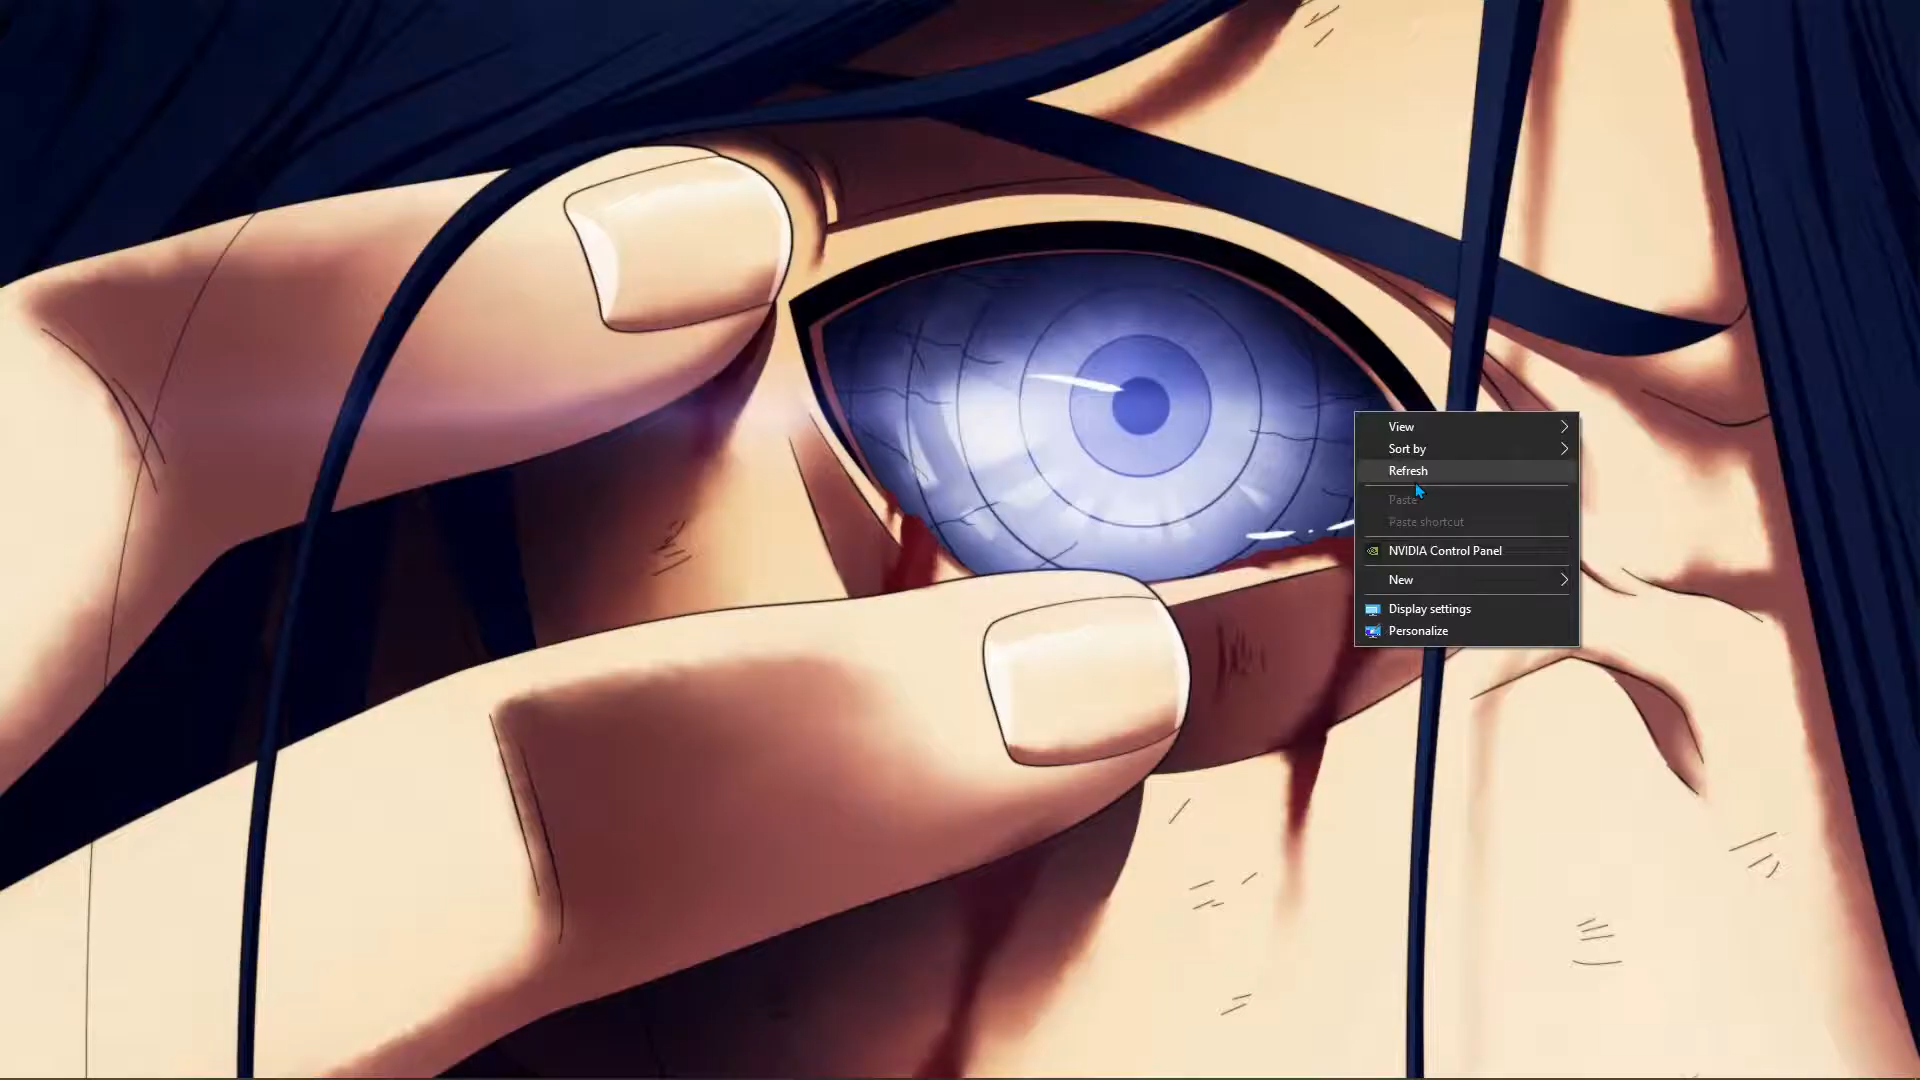 View
Sort by
Refresh
Paste
Paste shortcut
NVIDIA Control Panel
New
Display settings
Personalize